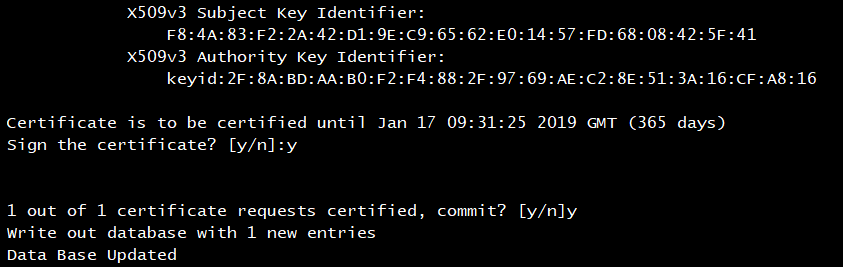 X509v3 Subject Key Identifier:
F8:4A:83:F2:2A:42:D1:9E:C9:65:62:E0:14:57:FD:68:08:42:5F:41
X509v3 Authority Key Identifier:
keyid:2F:8A:BD:AA:B0:F2:F4:88:2F:97:69:AE:C2:8E:51:3A:16:CF:A8:16
Certificate is to be certified until Jan 17 09:31:25 2019 GMT (365 days)
Sign the certificate? [y/n]:y
1 out of 1 certificate requests certified, commit? [y/n]y
Write out database with 1 new entries
Data Base Updated